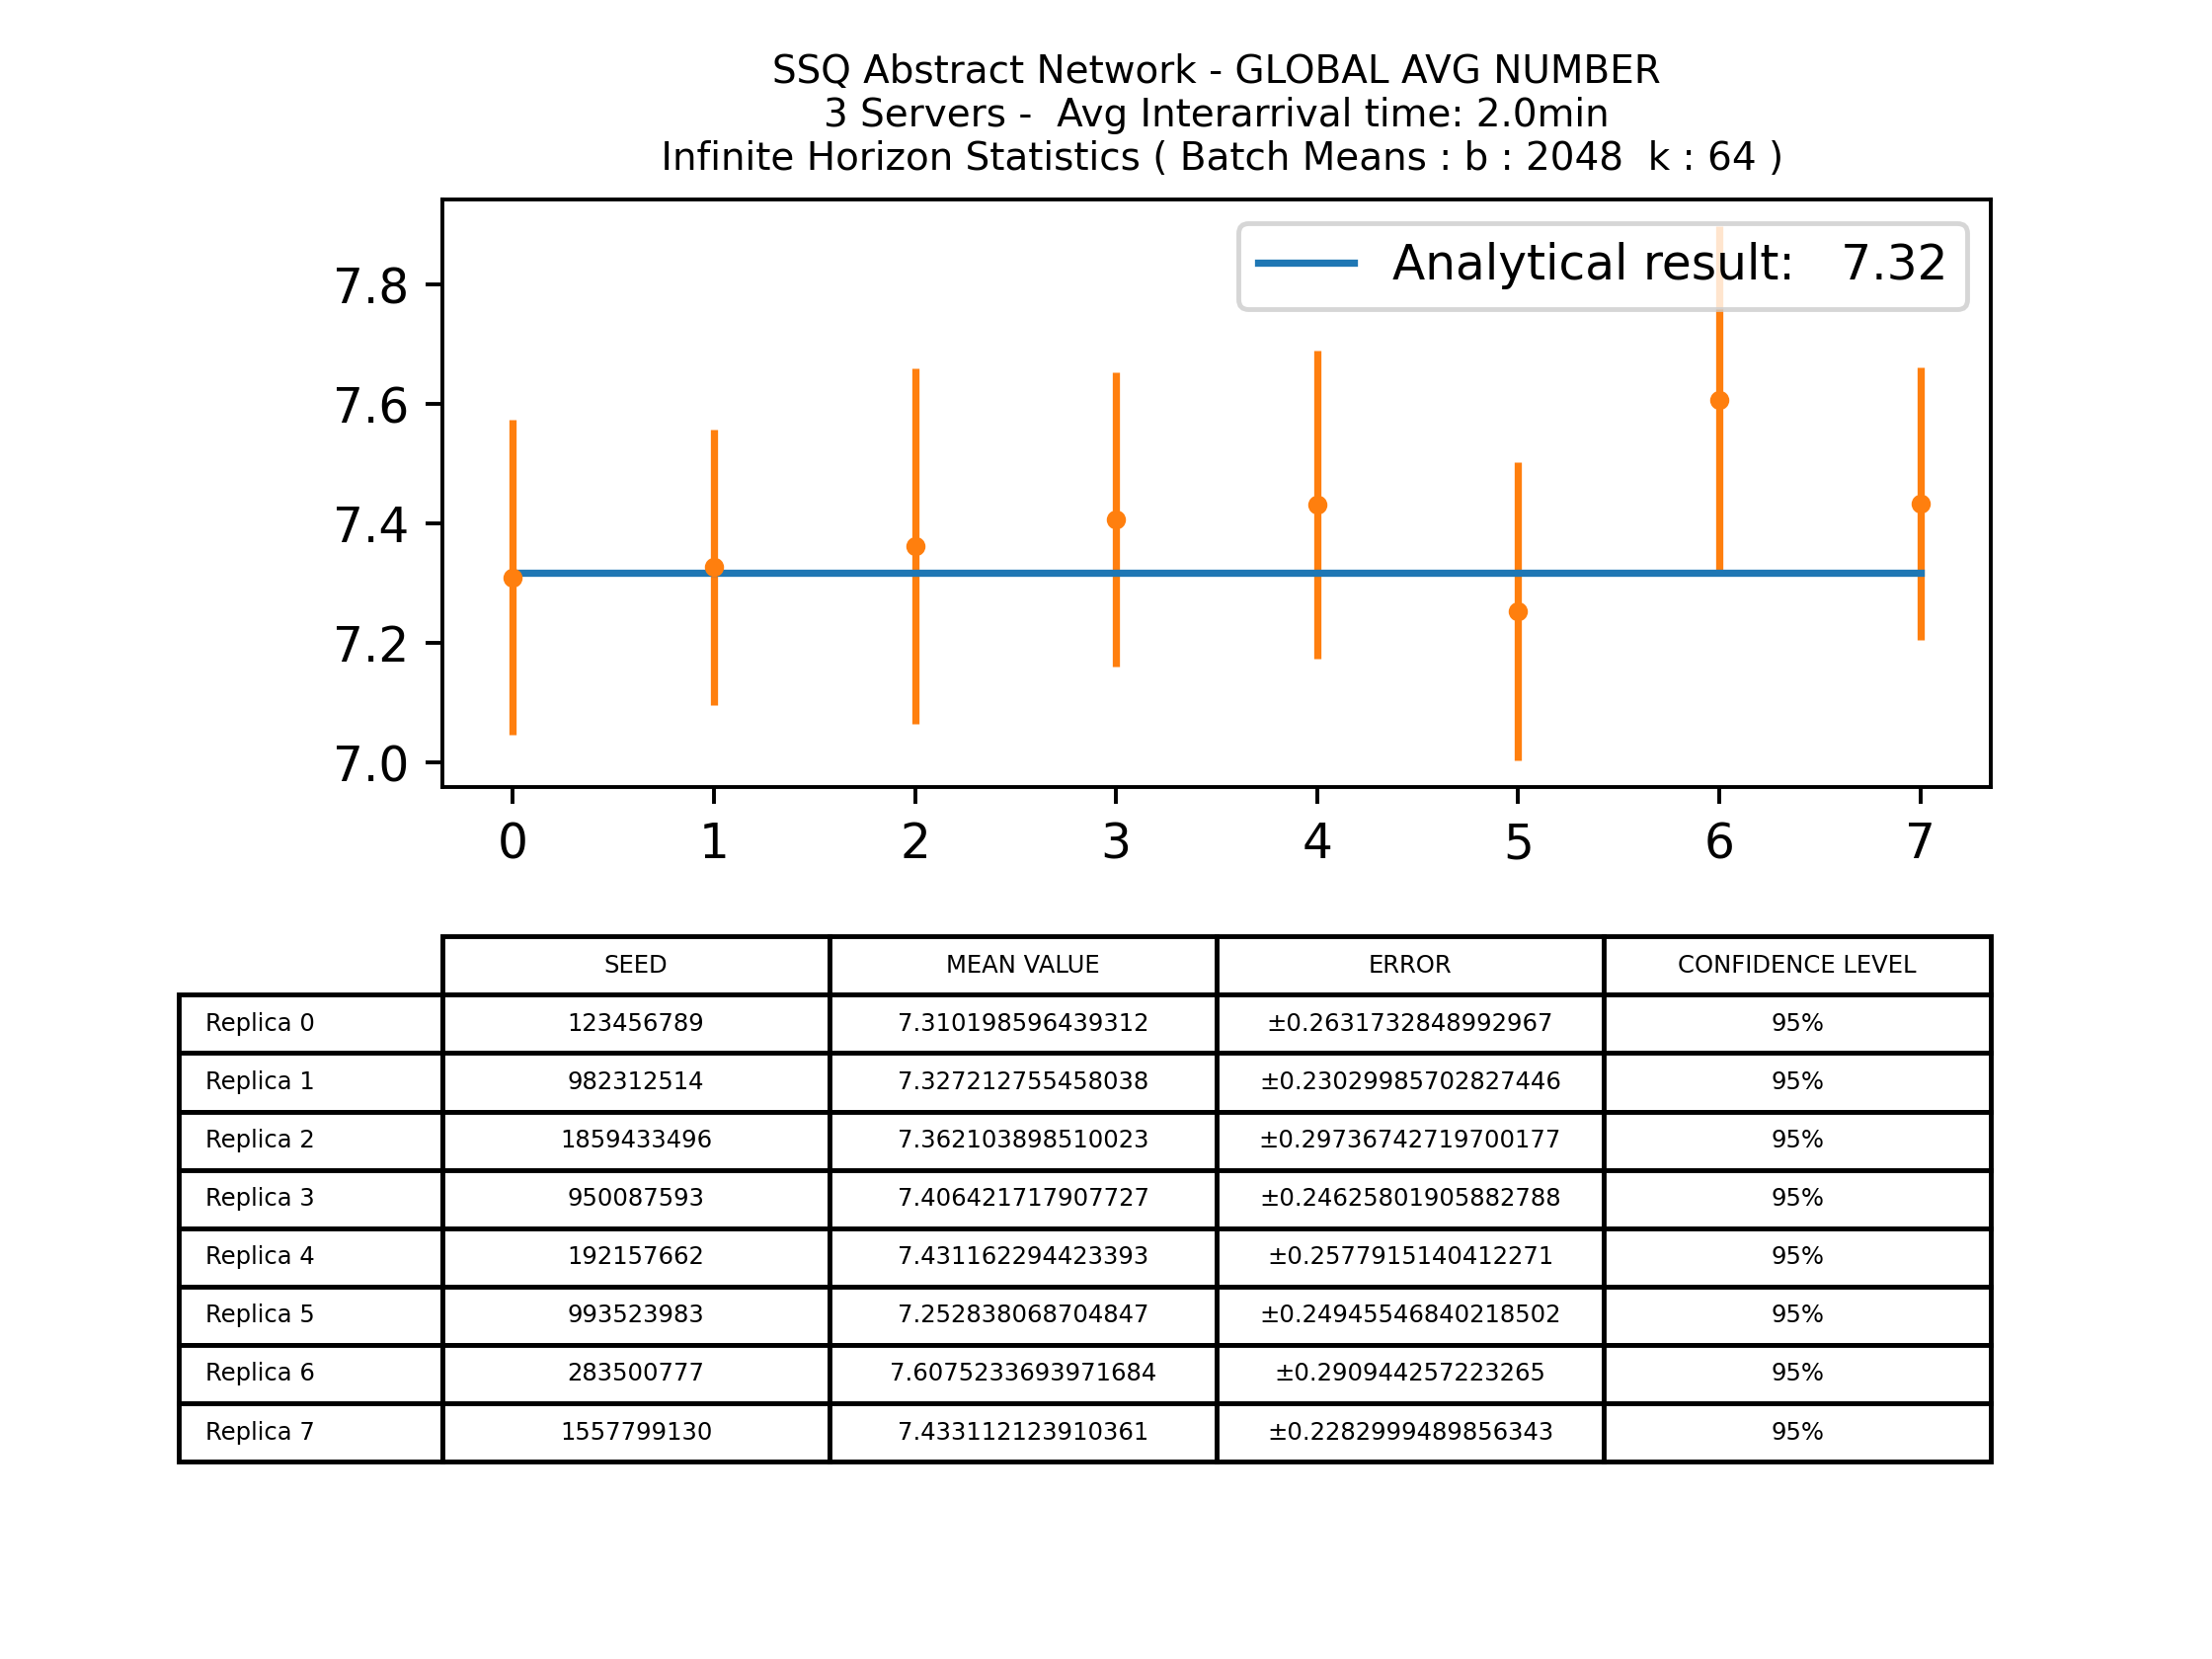 SSQ Abstract Network - GLOBAL AVG NUMBER
3 Servers -  Avg Interarrival time: 2.0min
Infinite Horizon Statistics ( Batch Means : b : 2048  k : 64 )
Analytical result:   7.32
7.8
7.6
7.4
7.2
7.0
0 1 2 3 4 5 6 7
SEED MEAN VALUE ERROR CONFIDENCE LEVEL
Replica 0 123456789 7.310198596439312 ±0.2631732848992967 95%
Replica 1 982312514 7.327212755458038 ±0.23029985702827446 95%
Replica 2 1859433496 7.362103898510023 ±0.29736742719700177 95%
Replica 3 950087593 7.406421717907727 ±0.24625801905882788 95%
Replica 4 192157662 7.431162294423393 ±0.2577915140412271 95%
Replica 5 993523983 7.252838068704847 ±0.24945546840218502 95%
Replica 6 283500777 7.6075233693971684 ±0.290944257223265 95%
Replica 7 1557799130 7.433112123910361 ±0.2282999489856343 95%